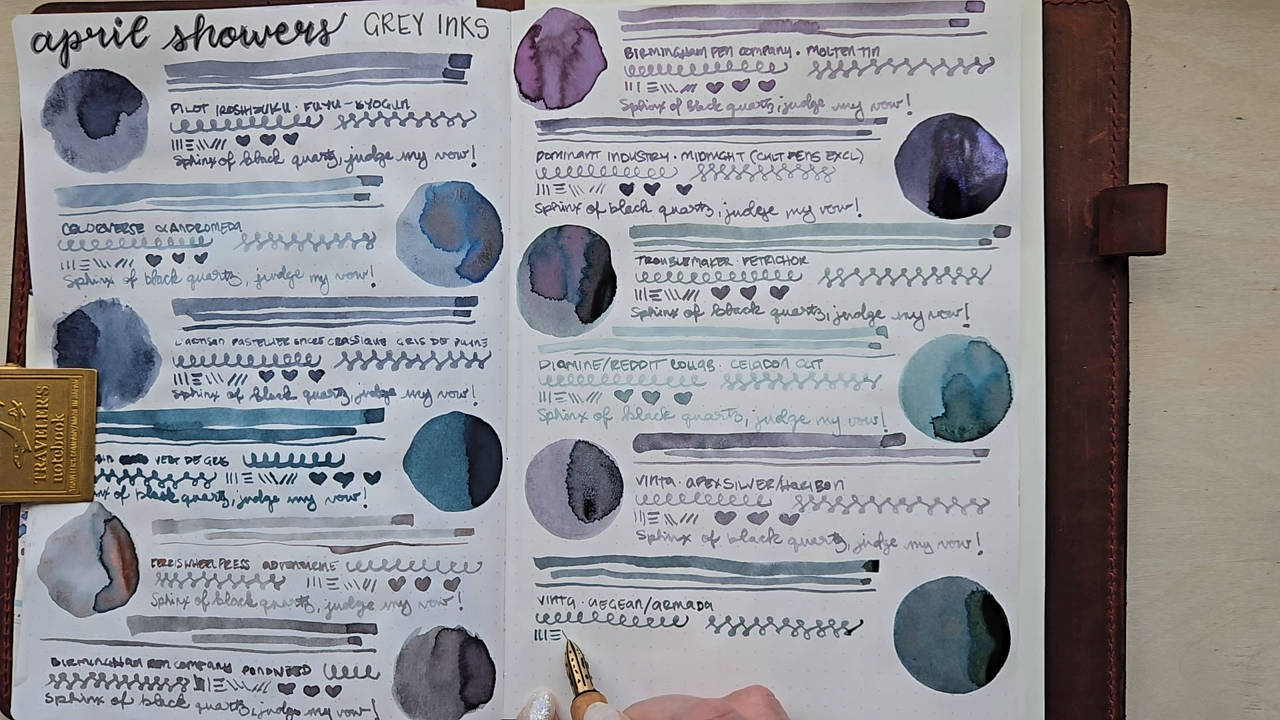 april showers GREY INKS
PILOT IROSHIZUKU · FUYU-SYOGUN
Sphinx of black quartz, judge my vow!
COLORVERSE α ANDROMEDA
Sphinx of black quartz, judge my vow!
L'ARTISAN PASTELLIER ENCRE CLASSIQUE GRIS DE PAYNE
Sphinx of black quartz, judge my vow!
VERT DE GRIS
of black quartz, judge my vow!
FERRIS WHEEL PRESS ADVENTURINE
Sphinx of black quartz, judge my vow!
BIRMINGHAM PEN COMPANY PONDWEED
Sphinx of black quartz, judge my vow!
TRAVELER'S
notebook
BIRMINGHAM PEN COMPANY · MOLTEN TIN
Sphinx of black quartz, judge my vow!
DOMINANT INDUSTRY · MIDNIGHT (CULT PENS EXCL)
Sphinx of black quartz, judge my vow!
TROUBLEMAKER · PETRICHOR
Sphinx of black quartz, judge my vow!
DIAMINE/REDDIT COLLAB · CELADON CAT
Sphinx of black quartz, judge my vow!
VINTA · APEX SILVER/HARIBON
Sphinx of black quartz, judge my vow!
VINTA · AEGEAN/ARMADA